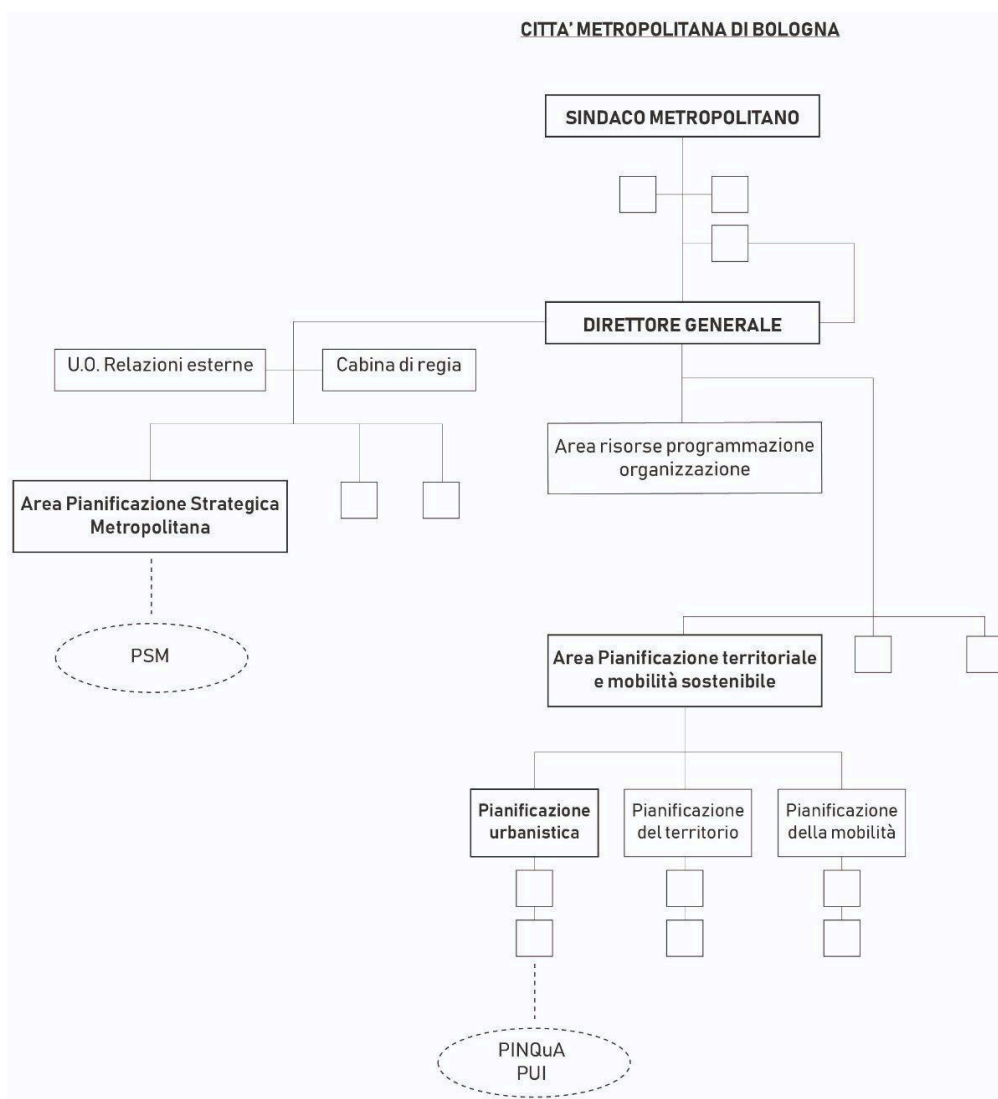 CITTA' METROPOLITANA DI BOLOGNA
SINDACO METROPOLITANO
DIRETTORE GENERALE
U.O. Relazioni esterne
Cabina di regia
Area risorse programmazione
organizzazione
Area Pianificazione Strategica
Metropolitana
PSM
Area Pianificazione territoriale
e mobilità sostenibile
Pianificazione
urbanistica
Pianificazione
del territorio
Pianificazione
della mobilità
PINQuA
PUI